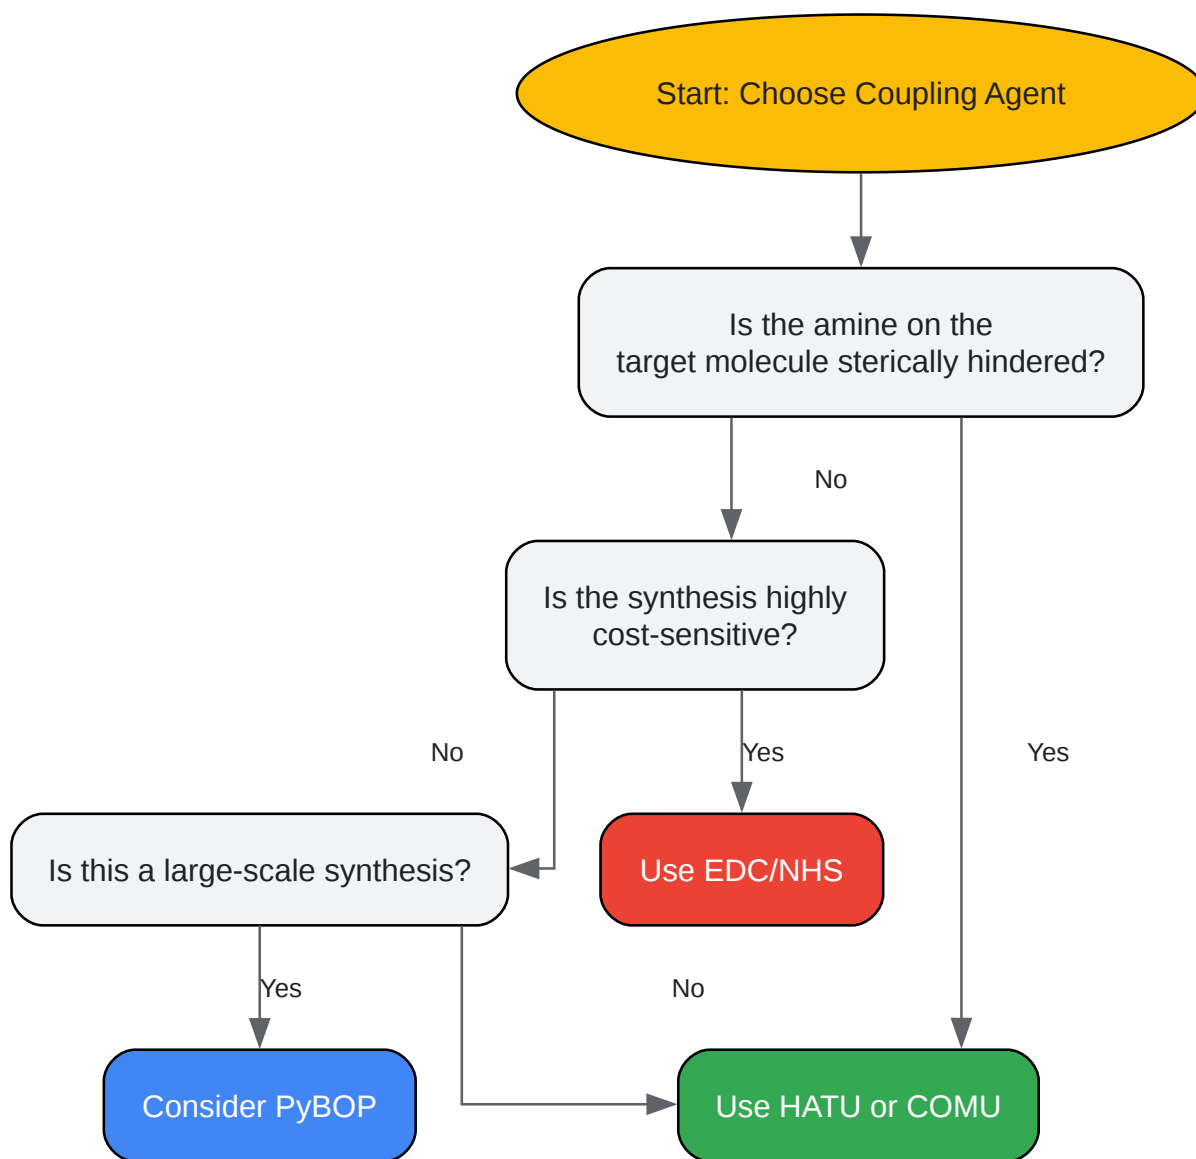 Start: Choose Coupling Agent
Is the amine on the
target molecule sterically hindered?
No
Is the synthesis highly
cost-sensitive?
No
Yes
Yes
Is this a large-scale synthesis?
Use EDC/NHS
Yes
No
Consider PyBOP
Use HATU or COMU